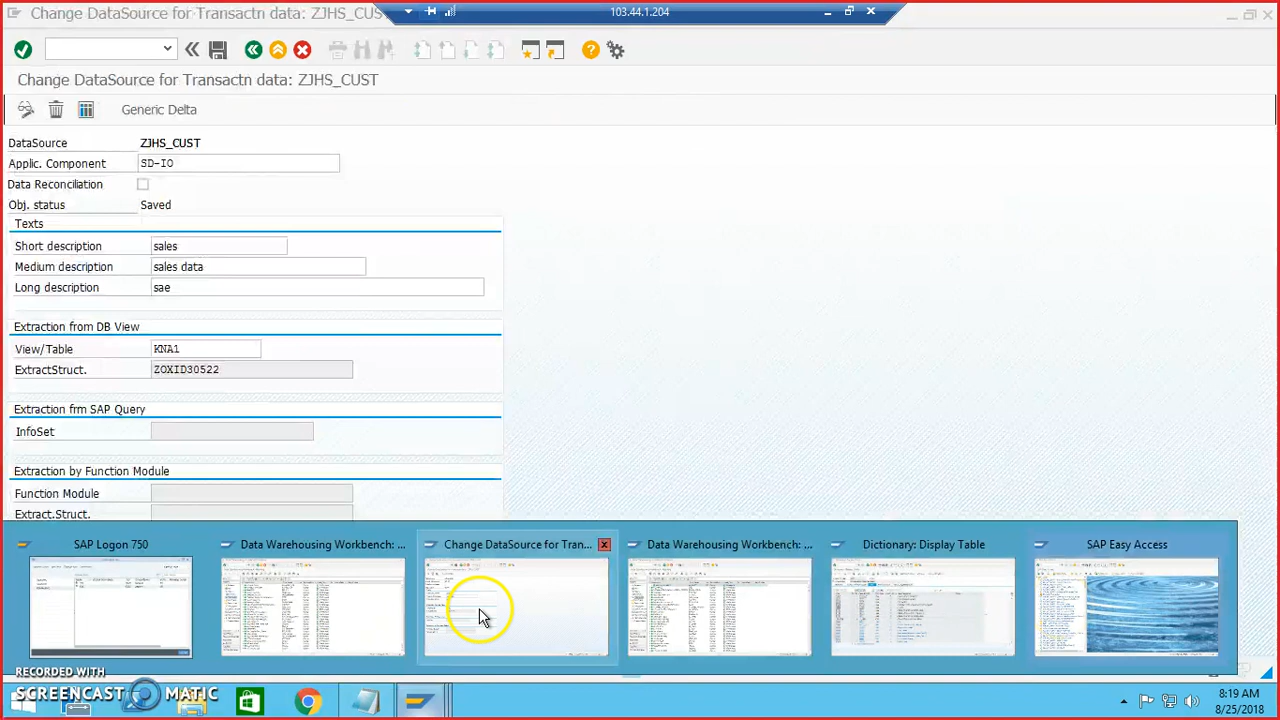 Change DataSource for Transactn data: ZJHS_CUS
103.44.1.204
Change DataSource for Transactn data: ZJHS_CUST
Generic Delta
DataSource ZJHS_CUST
Applic. Component SD-IO
Data Reconciliation
Obj. status Saved
Texts
Short description sales
Medium description sales data
Long description sae
Extraction from DB View
View/Table KNA1
ExtractStruct. ZOXID30522
Extraction frm SAP Query
InfoSet
Extraction by Function Module
Function Module
Extract.Struct.
SAP Logon 750
Data Warehousing Workbench: ...
Change DataSource for Tran...
Data Warehousing Workbench: ...
Dictionary: Display Table
SAP Easy Access
RECORDED WITH
SCREENCAST MATIC
8:19 AM
8/25/2018